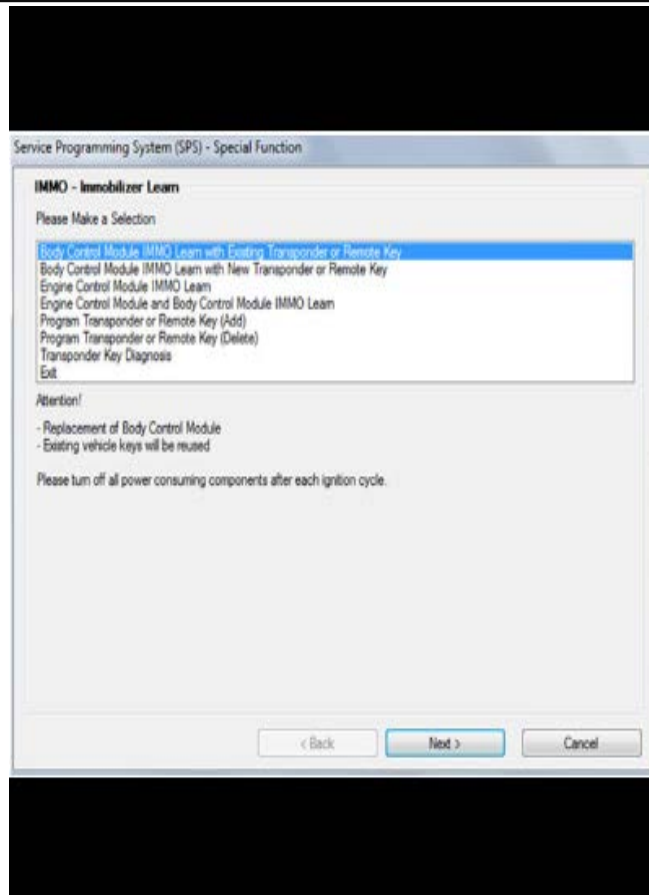 Service Programming System (SPS) - Special Function
IMMO - Immobilizer Learn
Please Make a Selection
Body Control Module IMMO Learn with Existing Transponder or Remote Key
Body Control Module IMMO Learn with New Transponder or Remote Key
Engine Control Module IMMO Learn
Engine Control Module and Body Control Module IMMO Learn
Program Transponder or Remote Key (Add)
Program Transponder or Remote Key (Delete)
Transponder Key Diagnosis
Exit
Attention!
- Replacement of Body Control Module
- Existing vehicle keys will be reused
Please turn off all power consuming components after each ignition cycle.
< Back
Next >
Cancel